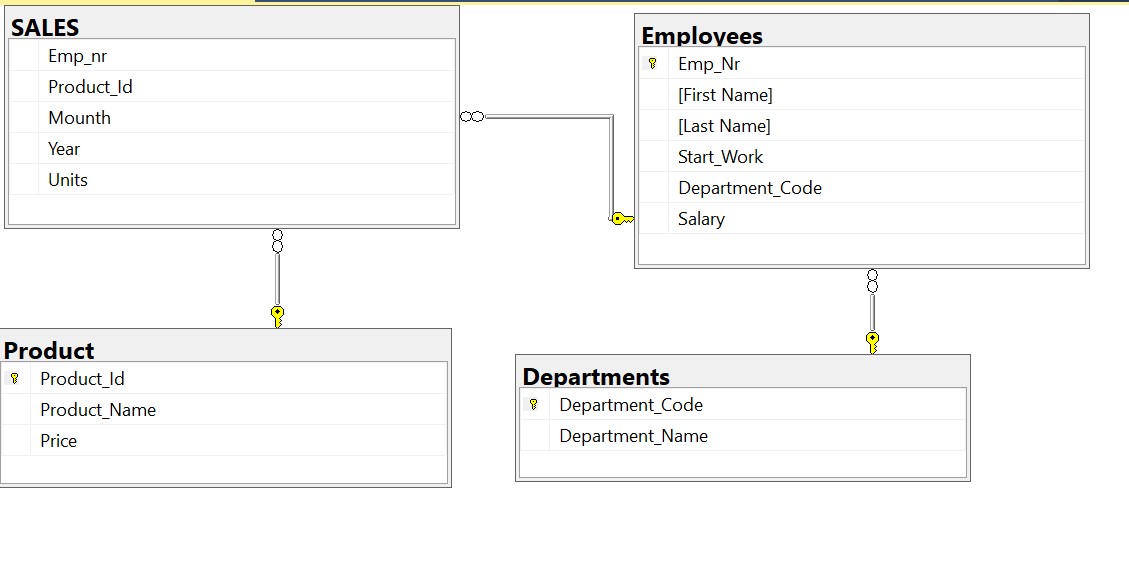 SALES
Emp_nr
Product_Id
Mounth
Year
Units
Employees
Emp_Nr
[First Name]
[Last Name]
Start_Work
Department_Code
Salary
Product
Product_Id
Product_Name
Price
Departments
Department_Code
Department_Name